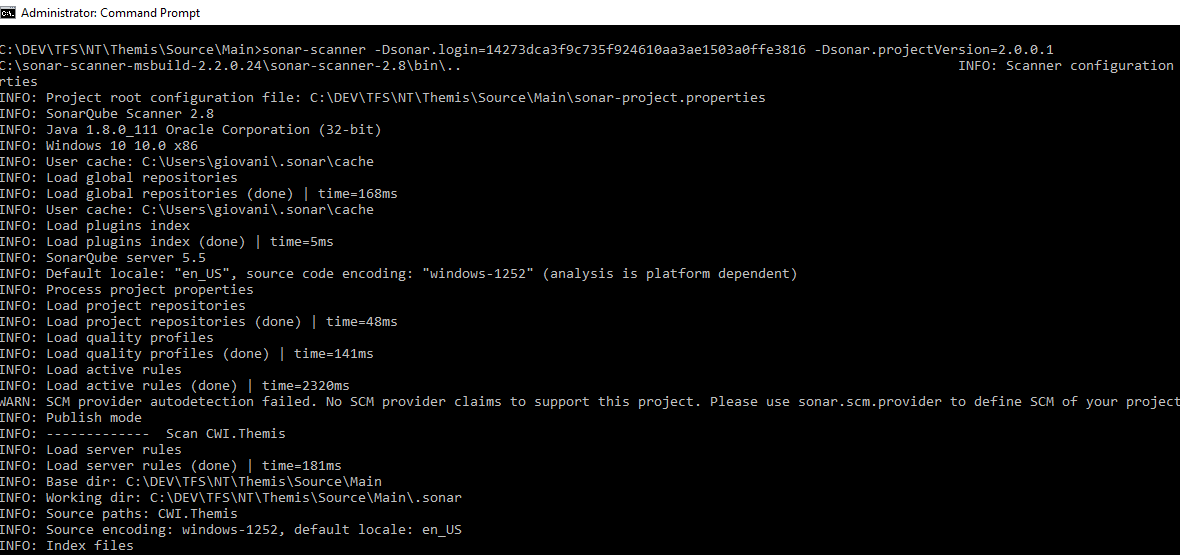 Administrator: Command Prompt
C:\DEV\TFS\NT\Themis\Source\Main>sonar-scanner -Dsonar.login=14273dca3f9c735f924610aa3ae1503a0ffe3816 -Dsonar.projectVersion=2.0.0.1
C:\sonar-scanner-msbuild-2.2.0.24\sonar-scanner-2.8\bin\.. INFO: Scanner configuration
rties
INFO: Project root configuration file: C:\DEV\TFS\NT\Themis\Source\Main\sonar-project.properties
INFO: SonarQube Scanner 2.8
INFO: Java 1.8.0_111 Oracle Corporation (32-bit)
INFO: Windows 10 10.0 x86
INFO: User cache: C:\Users\giovani\.sonar\cache
INFO: Load global repositories
INFO: Load global repositories (done) | time=168ms
INFO: User cache: C:\Users\giovani\.sonar\cache
INFO: Load plugins index
INFO: Load plugins index (done) | time=5ms
INFO: SonarQube server 5.5
INFO: Default locale: "en_US", source code encoding: "windows-1252" (analysis is platform dependent)
INFO: Process project properties
INFO: Load project repositories
INFO: Load project repositories (done) | time=48ms
INFO: Load quality profiles
INFO: Load quality profiles (done) | time=141ms
INFO: Load active rules
INFO: Load active rules (done) | time=2320ms
WARN: SCM provider autodetection failed. No SCM provider claims to support this project. Please use sonar.scm.provider to define SCM of your project
INFO: Publish mode
INFO: -------------  Scan CWI.Themis
INFO: Load server rules
INFO: Load server rules (done) | time=181ms
INFO: Base dir: C:\DEV\TFS\NT\Themis\Source\Main
INFO: Working dir: C:\DEV\TFS\NT\Themis\Source\Main\.sonar
INFO: Source paths: CWI.Themis
INFO: Source encoding: windows-1252, default locale: en_US
INFO: Index files